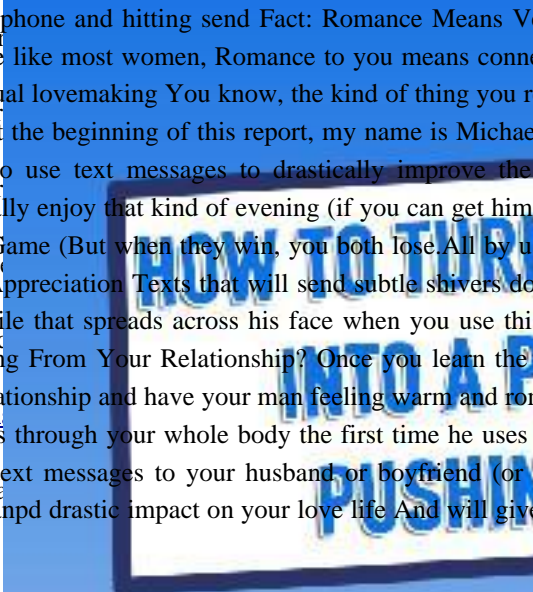 phone and hitting send Fact: Romance Means V
like most women, Romance to you means conne
ual lovemaking You know, the kind of thing you r
the beginning of this report, my name is Michae
o use text messages to drastically improve the
lly enjoy that kind of evening (if you can get him
Game (But when they win, you both lose.All by u
Appreciation Texts that will send subtle shivers do
ile that spreads across his face when you use thi
ng From Your Relationship? Once you learn the
ationship and have your man feeling warm and ro
s through your whole body the first time he uses
ext messages to your husband or boyfriend (or
anpd drastic impact on your love life And will give
HOW TO TUR
INTO A P
PUSHIN